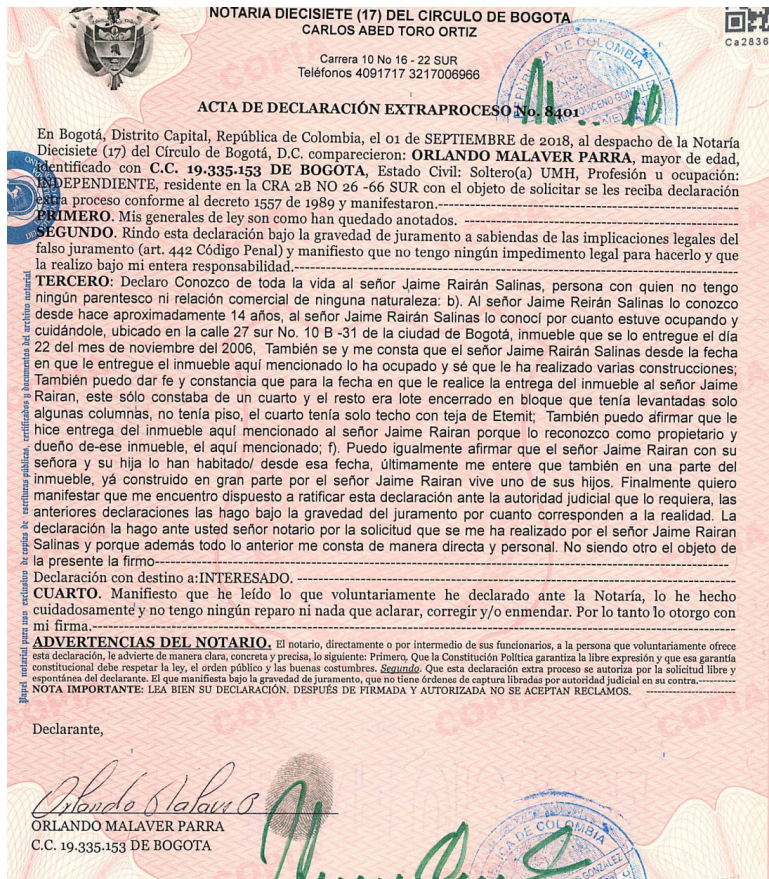 NOTARIA DIECISIETE (17) DEL CIRCULO DE BOGOTA
CARLOS ABED TORO ORTIZ
Carrera 10 No 16 - 22 SUR
Teléfonos 4091717 3217006966
Ca2836
ACTA DE DECLARACIÓN EXTRAPROCESO No. 8401
En Bogotá, Distrito Capital, República de Colombia, el 01 de SEPTIEMBRE de 2018, al despacho de la Notaría
Diecisiete (17) del Círculo de Bogotá, D.C. comparecieron: ORLANDO MALAVER PARRA, mayor de edad,
identificado con C.C. 19.335.153 DE BOGOTA, Estado Civil: Soltero(a) UMH, Profesión u ocupación:
INDEPENDIENTE, residente en la CRA 2B NO 26 -66 SUR con el objeto de solicitar se les reciba declaración
extra proceso conforme al decreto 1557 de 1989 y manifestaron.
PRIMERO. Mis generales de ley son como han quedado anotados.
SEGUNDO. Rindo esta declaración bajo la gravedad de juramento a sabiendas de las implicaciones legales del
falso juramento (art. 442 Código Penal) y manifiesto que no tengo ningún impedimento legal para hacerlo y que
la realizo bajo mi entera responsabilidad.
TERCERO: Declaro Conozco de toda la vida al señor Jaime Reirán Salinas, persona con quien no tengo
ningún parentesco ni relación comercial de ninguna naturaleza: b). Al señor Jaime Reirán Salinas lo conozco
desde hace aproximadamente 14 años, al señor Jaime Reirán Salinas lo conocí por cuanto estuve ocupando y
cuidándole, ubicado en la calle 27 sur No. 10 B -31 de la ciudad de Bogotá, inmueble que se lo entregue el día
22 del mes de noviembre del 2006, También se y me consta que el señor Jaime Rairán Salinas desde la fecha
en que le entregue el inmueble aquí mencionado lo ha ocupado y sé que le ha realizado varias construcciones;
También puedo dar fe y constancia que para la fecha en que le realice la entrega del inmueble al señor Jaime
Rairan, este sólo constaba de un cuarto y el resto era lote encerrado en bloque que tenía levantadas solo
algunas columnas, no tenía piso, el cuarto tenía solo techo con teja de Etemit; También puedo afirmar que le
hice entrega del inmueble aquí mencionado al señor Jaime Rairan porque lo reconozco como propietario y
dueño de-ese inmueble, el aquí mencionado; f). Puedo igualmente afirmar que el señor Jaime Rairan con su
señora y su hija lo han habitado/ desde esa fecha, últimamente me entere que también en una parte del
inmueble, yá construido en gran parte por el señor Jaime Rairan vive uno de sus hijos. Finalmente quiero
manifestar que me encuentro dispuesto a ratificar esta declaración ante la autoridad judicial que lo requiera, las
anteriores declaraciones las hago bajo la gravedad del juramento por cuanto corresponden a la realidad. La
declaración la hago ante usted señor notario por la solicitud que se me ha realizado por el señor Jaime Rairan
Salinas y porque además todo lo anterior me consta de manera directa y personal. No siendo otro el objeto de
la presente la firmo
Declaración con destino a:INTERESADO.
CUARTO. Manifiesto que he leído lo que voluntariamente he declarado ante la Notaría, lo he hecho
cuidadosamente y no tengo ningún reparo ni nada que aclarar, corregir y/o enmendar. Por lo tanto lo otorgo con
mi firma.
ADVERTENCIAS DEL NOTARIO. El notario, directamente o por intermedio de sus funcionarios, a la persona que voluntariamente ofrece
esta declaración, le advierte de manera clara, concreta y precisa, lo siguiente: Primero, Que la Constitución Política garantiza la libre expresión y que esa garantía
constitucional debe respetar la ley, el orden público y las buenas costumbres. Segundo. Que esta declaración extra proceso se autoriza por la solicitud libre y
espontánea del declarante. El que manifiesta bajo la gravedad de juramento, que no tiene órdenes de captura libradas por autoridad judicial en su contra.
NOTA IMPORTANTE: LEA BIEN SU DECLARACIÓN. DESPUÉS DE FIRMADA Y AUTORIZADA NO SE ACEPTAN RECLAMOS.
Papel notarial para uso exclusivo de copias de escrituras públicas, certificados y documentos del archivo notarial
Declarante,
ORLANDO MALAVER PARRA
C.C. 19.335.153 DE BOGOTA